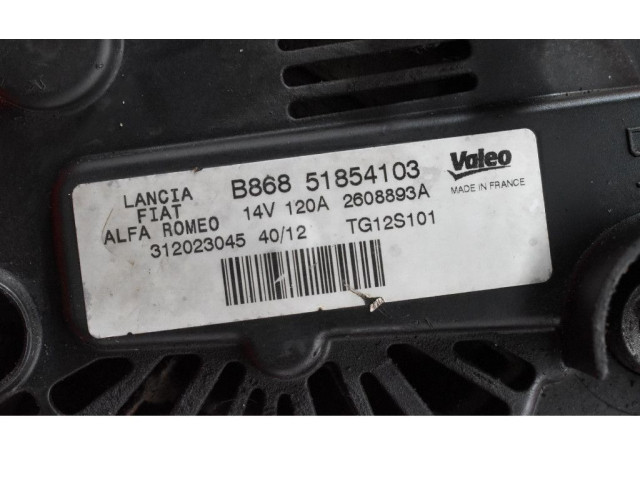 LANCIA
FIAT
ALFA ROMEO
B868 51854103
14V 120A 2608893A
312023045 40/12 TG12S101
Valeo
MADE IN FRANCE